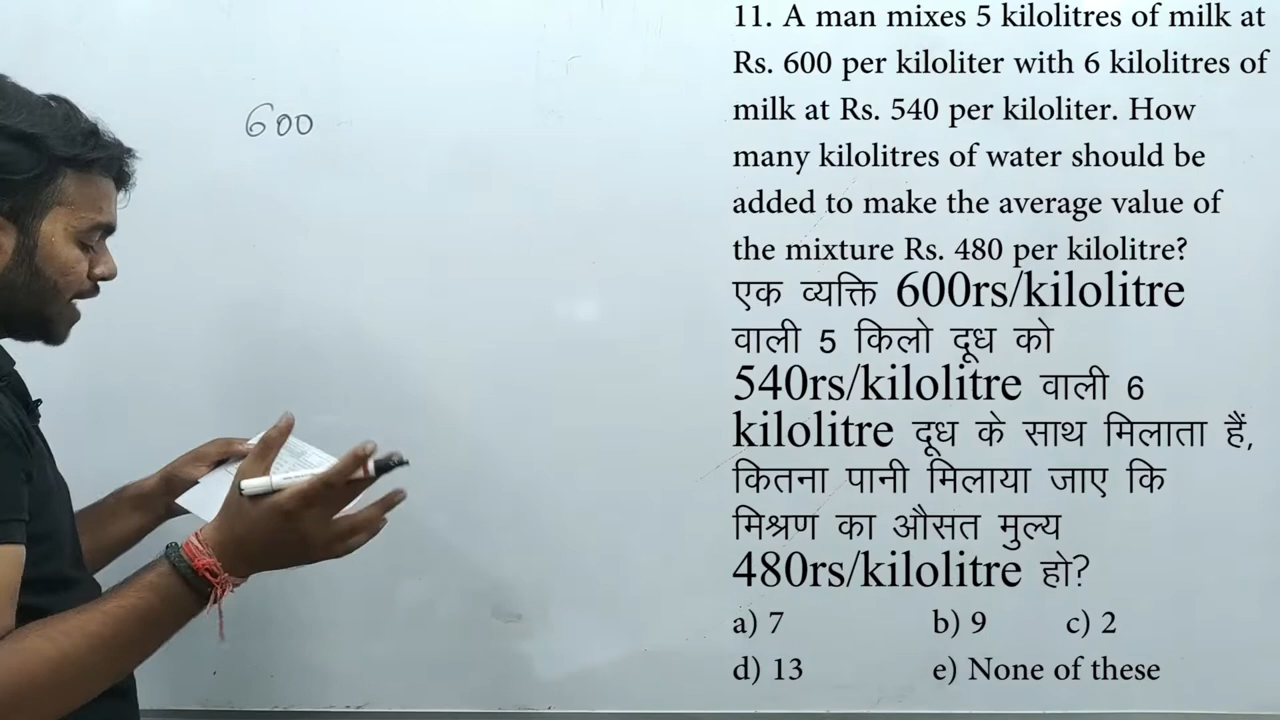 600
11. A man mixes 5 kilolitres of milk at
Rs. 600 per kiloliter with 6 kilolitres of
milk at Rs. 540 per kiloliter. How
many kilolitres of water should be
added to make the average value of
the mixture Rs. 480 per kilolitre?
एक व्यक्ति 600rs/kilolitre
वाली 5 किलो दूध को
540rs/kilolitre वाली 6
kilolitre दूध के साथ मिलाता हैं,
कितना पानी मिलाया जाए कि
मिश्रण का औसत मुल्य
480rs/kilolitre हो?
a) 7 b) 9 c) 2
d) 13 e) None of these